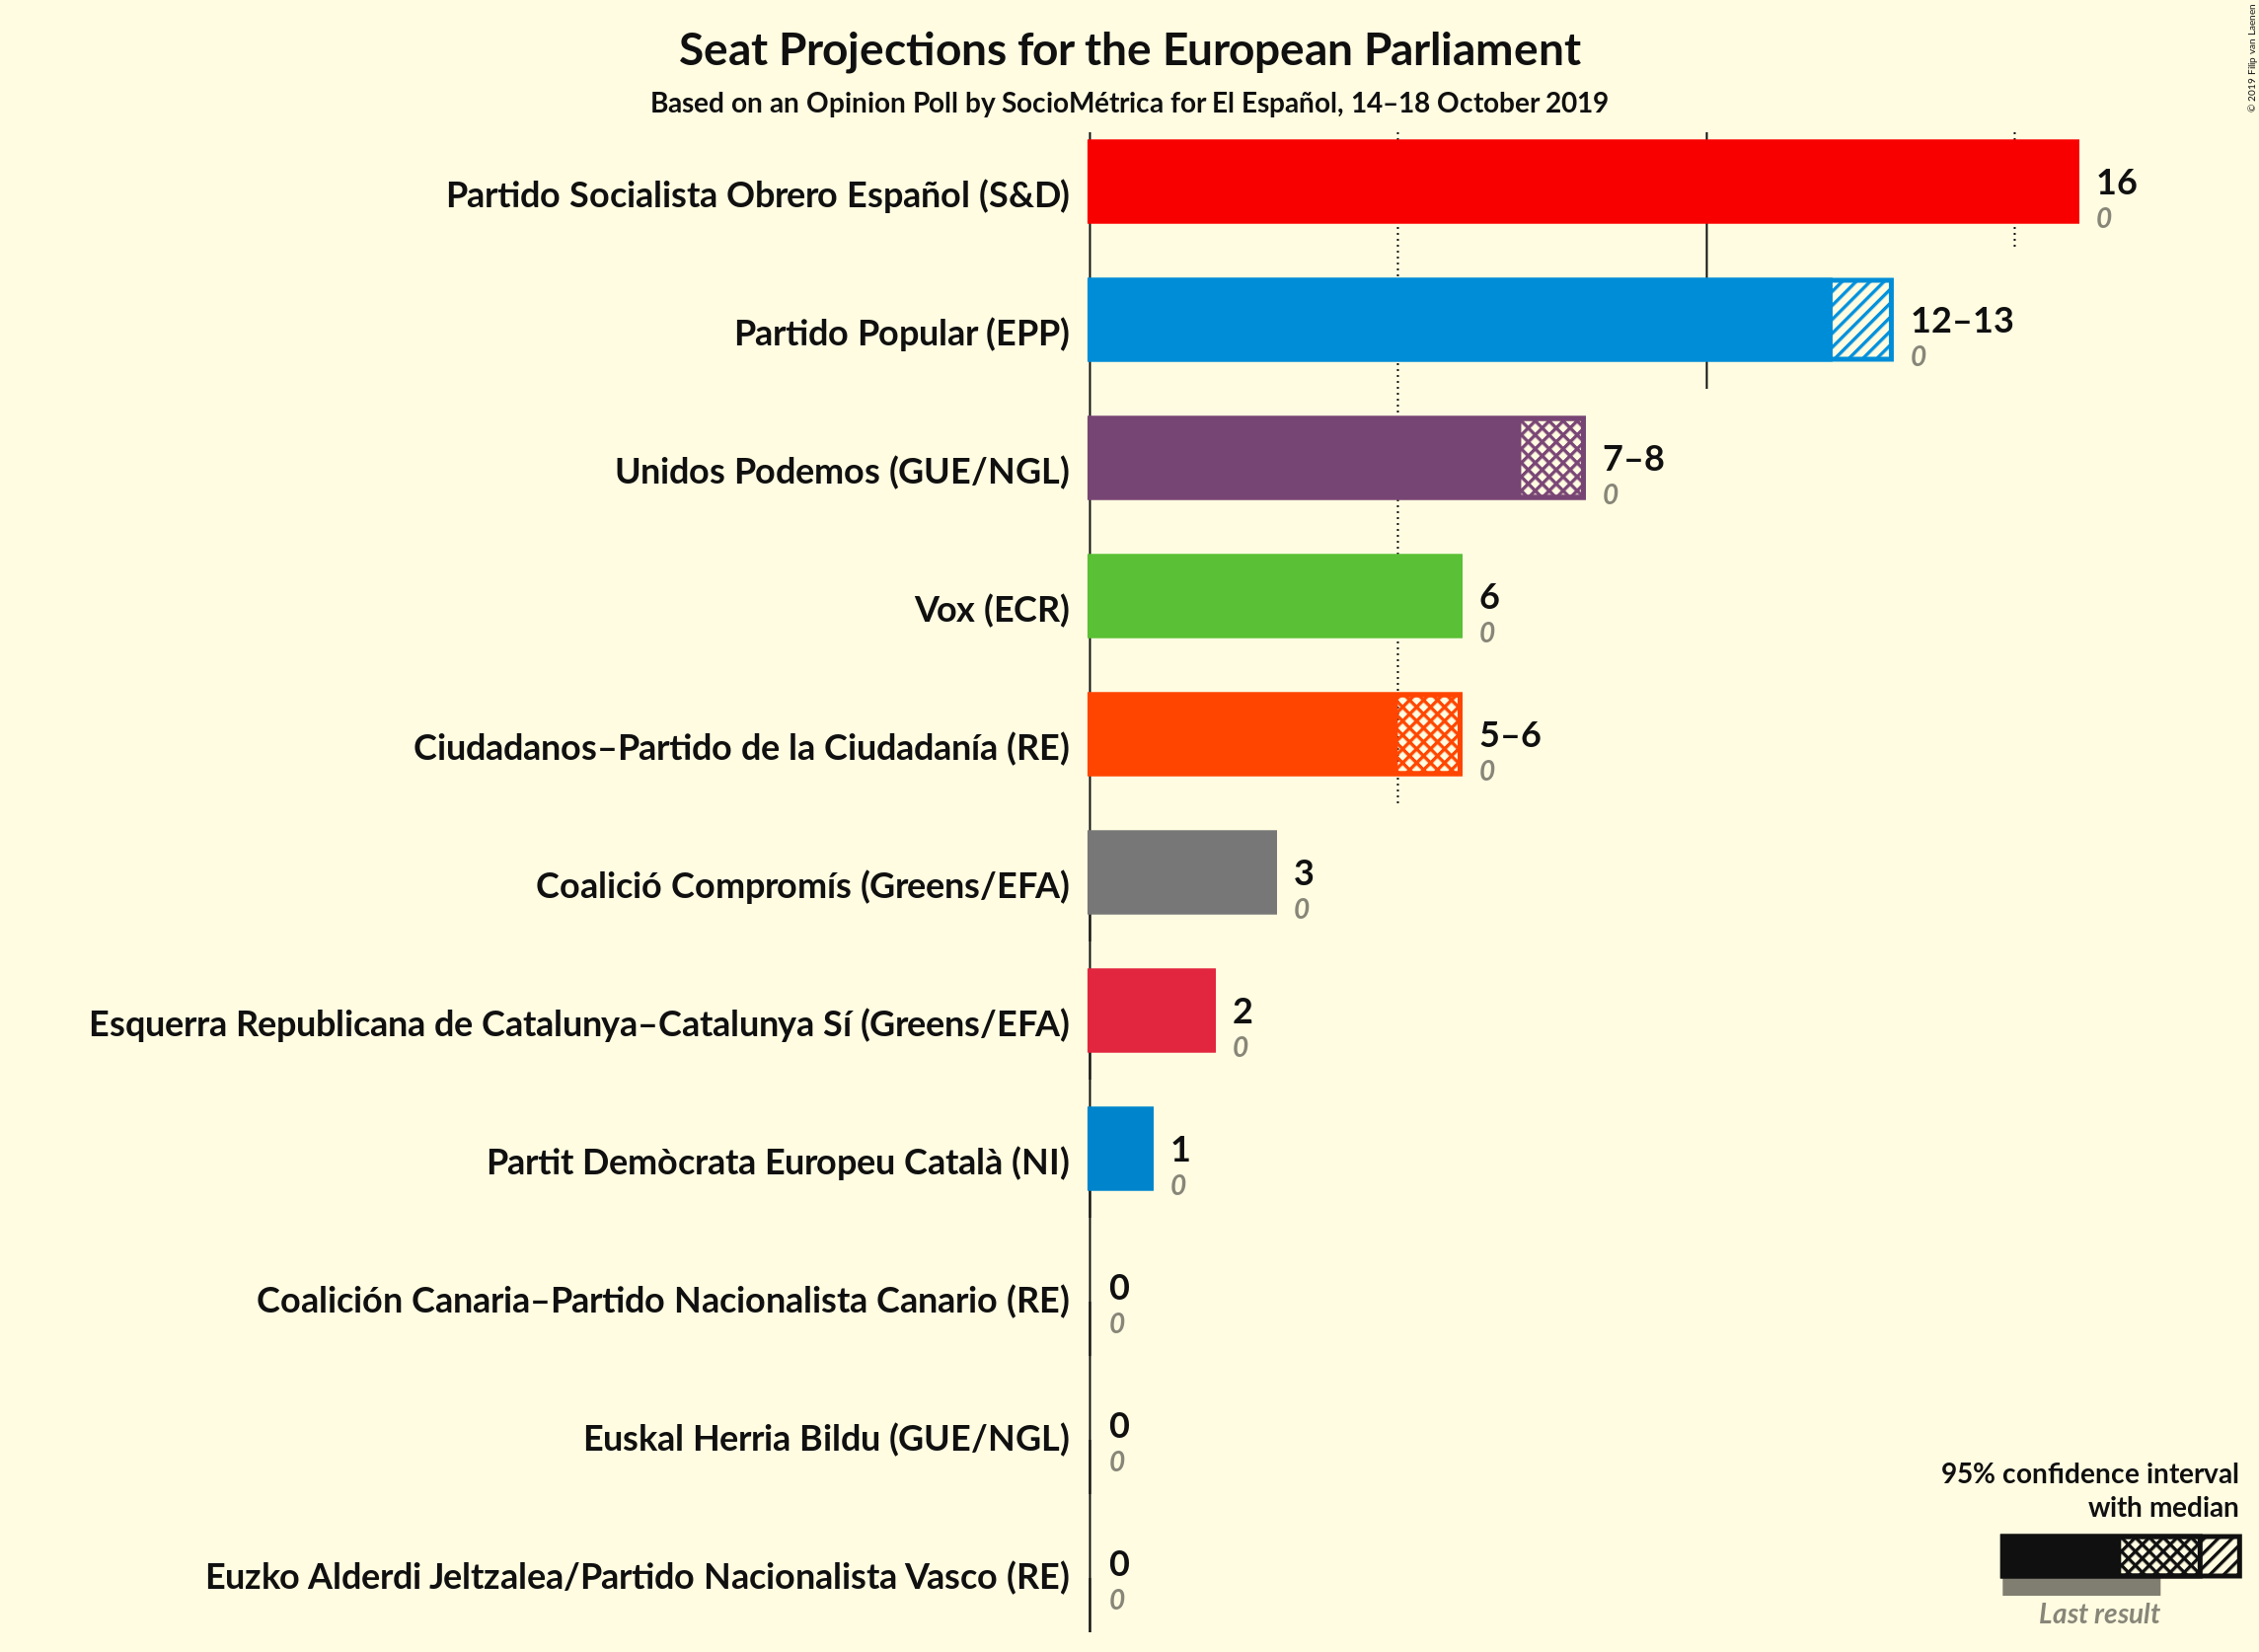 Seat Projections for the European Parliament
Based on an Opinion Poll by SocioMétrica for El Español, 14–18 October 2019
© 2019 Filip van Laenen
Partido Socialista Obrero Español (S&D)
16
0
Partido Popular (EPP)
12–13
0
Unidos Podemos (GUE/NGL)
7–8
0
Vox (ECR)
6
0
Ciudadanos–Partido de la Ciudadanía (RE)
5–6
0
Coalició Compromís (Greens/EFA)
3
0
Esquerra Republicana de Catalunya–Catalunya Sí (Greens/EFA)
2
0
Partit Demòcrata Europeu Català (NI)
1
0
Coalición Canaria–Partido Nacionalista Canario (RE)
0
0
Euskal Herria Bildu (GUE/NGL)
0
0
Euzko Alderdi Jeltzalea/Partido Nacionalista Vasco (RE)
0
0
95% confidence interval
with median
Last result